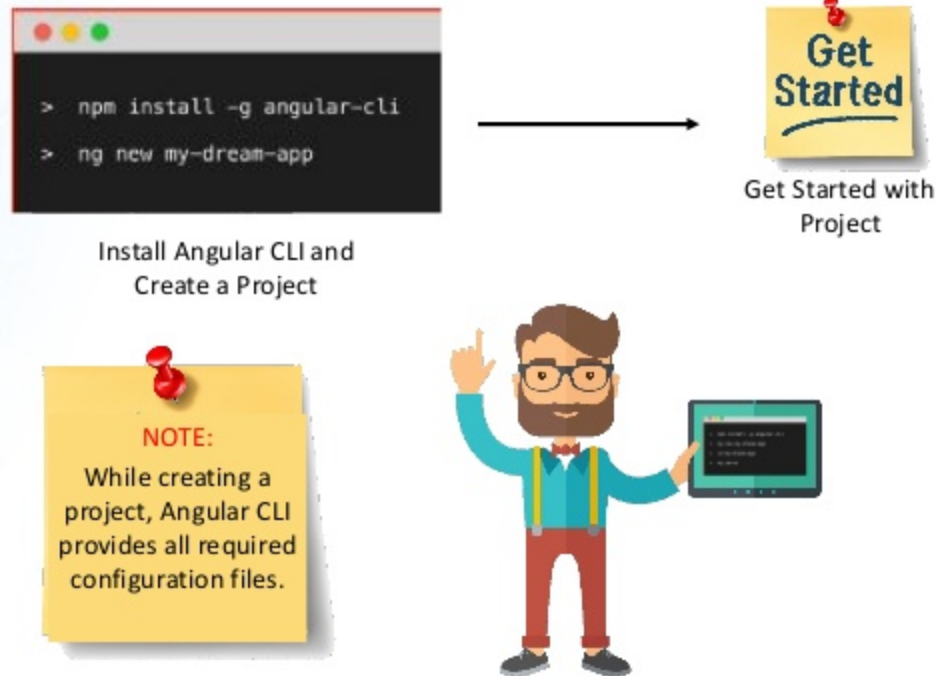 > npm install -g angular-cli
> ng new my-dream-app
Install Angular CLI and
Create a Project
Get
Started
Get Started with
Project
NOTE:
While creating a
project, Angular CLI
provides all required
configuration files.